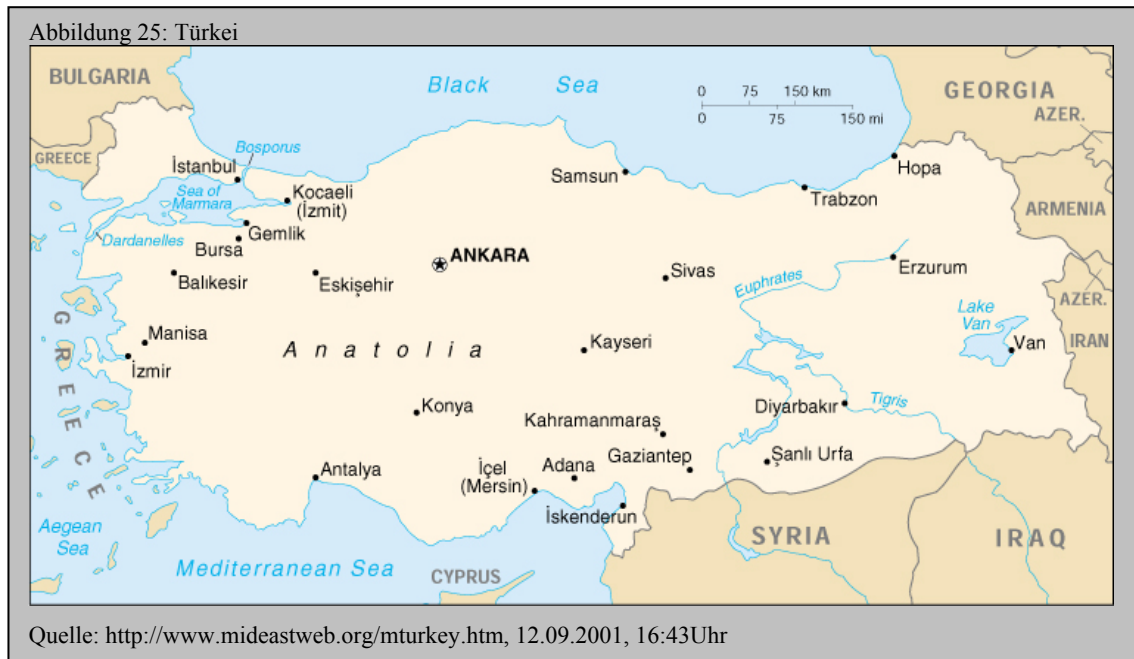 Abbildung 25: Türkei
BULGARIA
Black Sea
0 75 150 km
0 75 150 mi
GEORGIA
AZER.
GREECE
Bosporus
İstanbul
Sea of
Marmara
Kocaeli
(İzmit)
Samsun
Hopa
Trabzon
ARMENIA
Dardanelles
Gemlik
Bursa
ANKARA
Balıkesir
Eskişehir
Sivas
Euphrates
Erzurum
AZER.
Lake
Van
Van
IRAN
GREECE
Manisa
İzmir
Anatolia
Kayseri
Konya
Diyarbakır
Tigris
Kahramanmaraş
Gaziantep
Şanlı Urfa
Antalya
İçel
(Mersin)
Adana
İskenderun
Aegean
Sea
SYRIA
IRAQ
Mediterranean Sea
CYPRUS
Quelle: http://www.mideastweb.org/mturkey.htm, 12.09.2001, 16:43Uhr